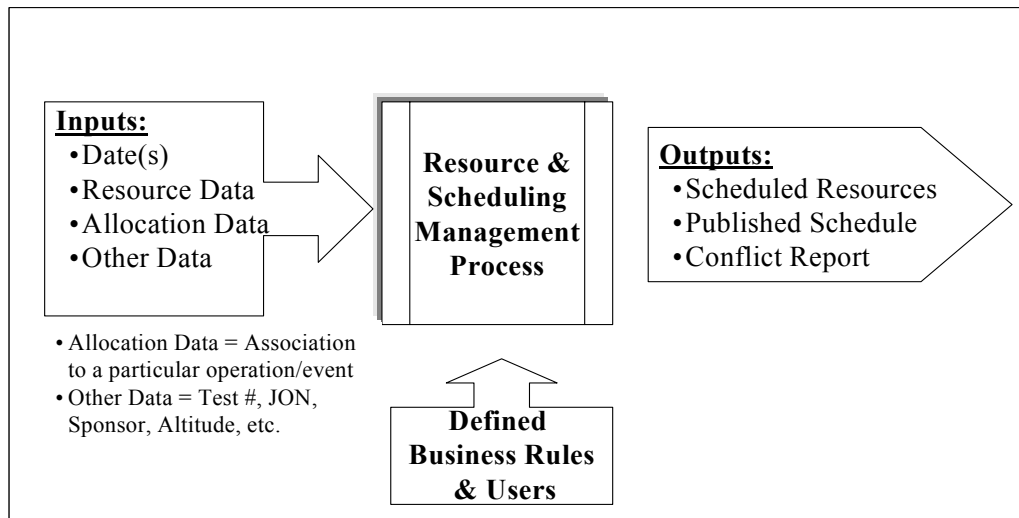 Inputs:
•Date(s)
•Resource Data
•Allocation Data
•Other Data
• Allocation Data = Association
to a particular operation/event
• Other Data = Test #, JON,
Sponsor, Altitude, etc.
Resource &
Scheduling
Management
Process
Defined
Business Rules
& Users
Outputs:
•Scheduled Resources
•Published Schedule
•Conflict Report